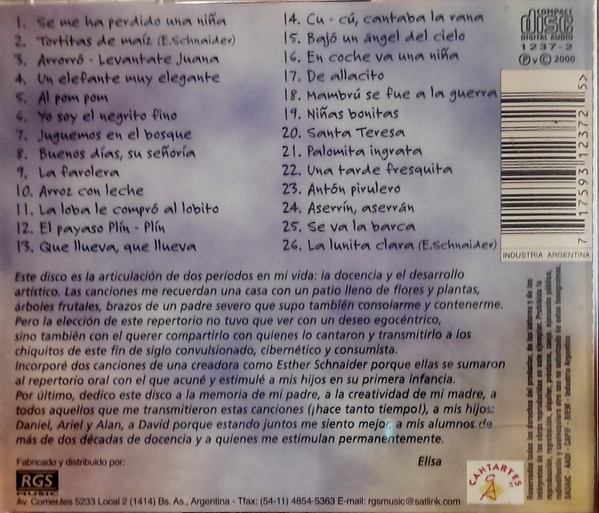 1. Se me ha perdido una niña
2. Tortitas de maíz (E.Schnaider)
3. Arrorró - Levantate Juana
4. Un elefante muy elegante
5. Al pom pom
6. Yo soy el negrito fino
7. Juguemos en el bosque
8. Buenos días, su señoría
9. La farolera
10. Arroz con leche
11. La loba le compró al lobito
12. El payaso Plín - Plín
13. Que llueva, que llueva
14. Cu - cú, cantaba la rana
15. Bajó un ángel del cielo
16. En coche va una niña
17. De allacito
18. Mambrú se fue a la guerra
19. Niñas bonitas
20. Santa Teresa
21. Palomita ingrata
22. Una tarde fresquita
23. Antón pirulero
24. Aserrín, aserrán
25. Se va la barca
26. La lunita clara (E.Schnaider)
COMPACT
disc
DIGITAL AUDIO
1237-2
℗ y © 2000
7 17593 12372 5
INDUSTRIA ARGENTINA
Este disco es la articulación de dos períodos en mi vida: la docencia y el desarrollo
artístico. Las canciones me recuerdan una casa con un patio lleno de flores y plantas,
árboles frutales, brazos de un padre severo que supo también consolarme y contenerme.
Pero la elección de este repertorio no tuvo que ver con un deseo egocéntrico,
sino también con el querer compartirlo con quienes lo cantaron y transmitirlo a los
chiquitos de este fin de siglo convulsionado, cibernético y consumista.
Incorporé dos canciones de una creadora como Esther Schnaider porque ellas se sumaron
al repertorio oral con el que acuné y estimulé a mis hijos en su primera infancia.
Por último, dedico este disco a la memoria de mi padre, a la creatividad de mi madre, a
todos aquellos que me transmitieron estas canciones (¡hace tanto tiempo!), a mis hijos:
Daniel, Ariel y Alan, a David porque estando juntos me siento mejor, a mis alumnos de
más de dos décadas de docencia y a quienes me estimulan permanentemente.
Elisa
Fabricado y distribuido por:
RGS
MUSIC
Av. Corrientes 5233 Local 2 (1414) Bs. As., Argentina - Tfax: (54-11) 4854-5363 E-mail: rgsmusic@satlink.com
CANTARTES
SADAIC - AADI - CAPIF - BIEM - Industria Argentina